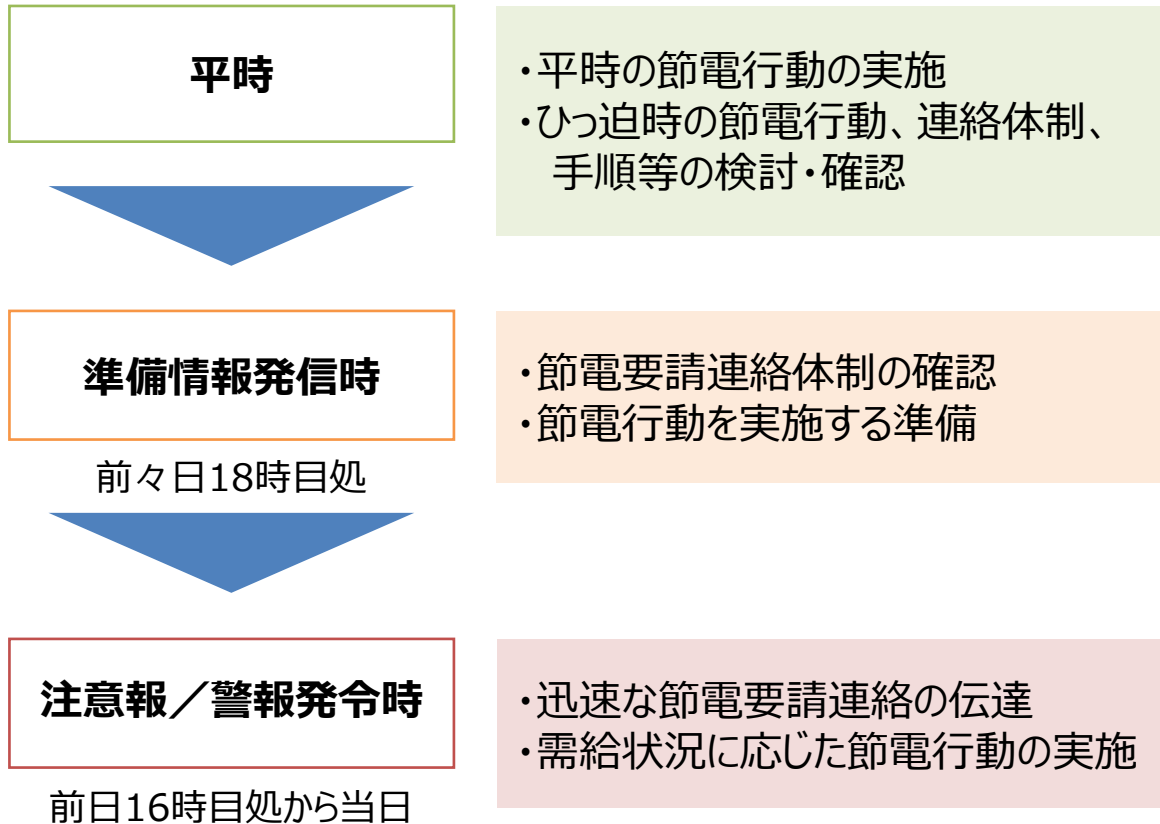 平時
・平時の節電行動の実施
・ひっ迫時の節電行動、連絡体制、
手順等の検討・確認
準備情報発信時
前々日18時目処
・節電要請連絡体制の確認
・節電行動を実施する準備
注意報／警報発令時
前日16時目処から当日
・迅速な節電要請連絡の伝達
・需給状況に応じた節電行動の実施